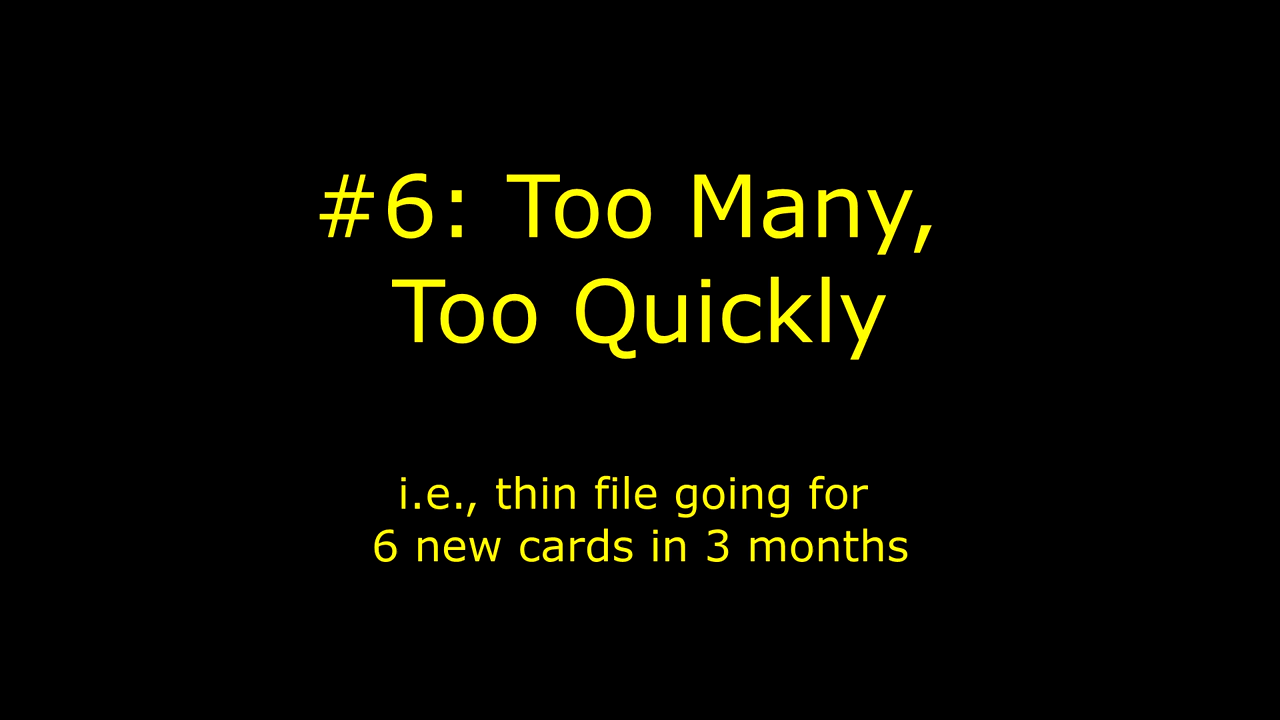 #6: Too Many,
Too Quickly
i.e., thin file going for
6 new cards in 3 months